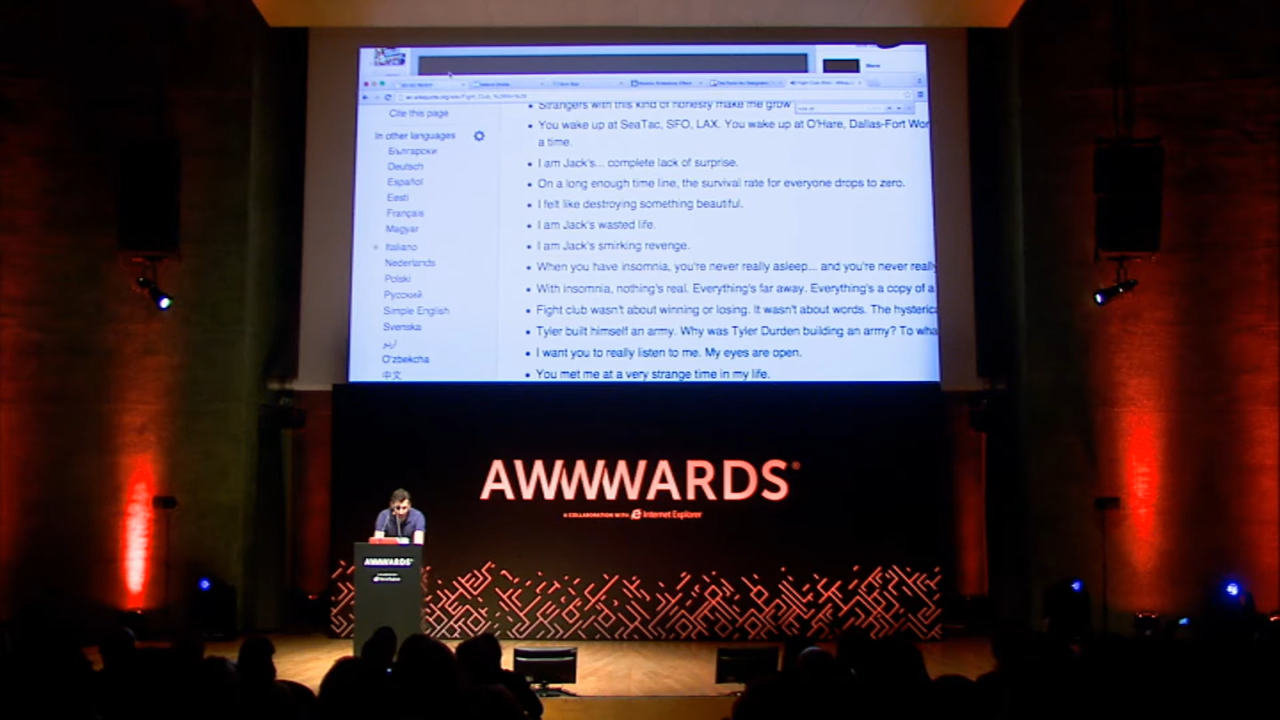 Cite this page
In other languages
Български
Deutsch
Español
Eesti
Français
Magyar
Italiano
Nederlands
Polski
Русский
Simple English
Svenska
اردو
O'zbekcha
中文
Strangers with this kind of honesty make me grow
You wake up at SeaTac, SFO, LAX. You wake up at O'Hare, Dallas-Fort Wor
a time.
I am Jack's... complete lack of surprise.
On a long enough time line, the survival rate for everyone drops to zero.
I felt like destroying something beautiful.
I am Jack's wasted life.
I am Jack's smirking revenge.
When you have insomnia, you're never really asleep... and you're never really
With insomnia, nothing's real. Everything's far away. Everything's a copy of a
Fight club wasn't about winning or losing. It wasn't about words. The hysterica
Tyler built himself an army. Why was Tyler Durden building an army? To wha
I want you to really listen to me. My eyes are open.
You met me at a very strange time in my life.
AWWWARDS®
A COLLABORATION WITH Internet Explorer
AWWWARDS®